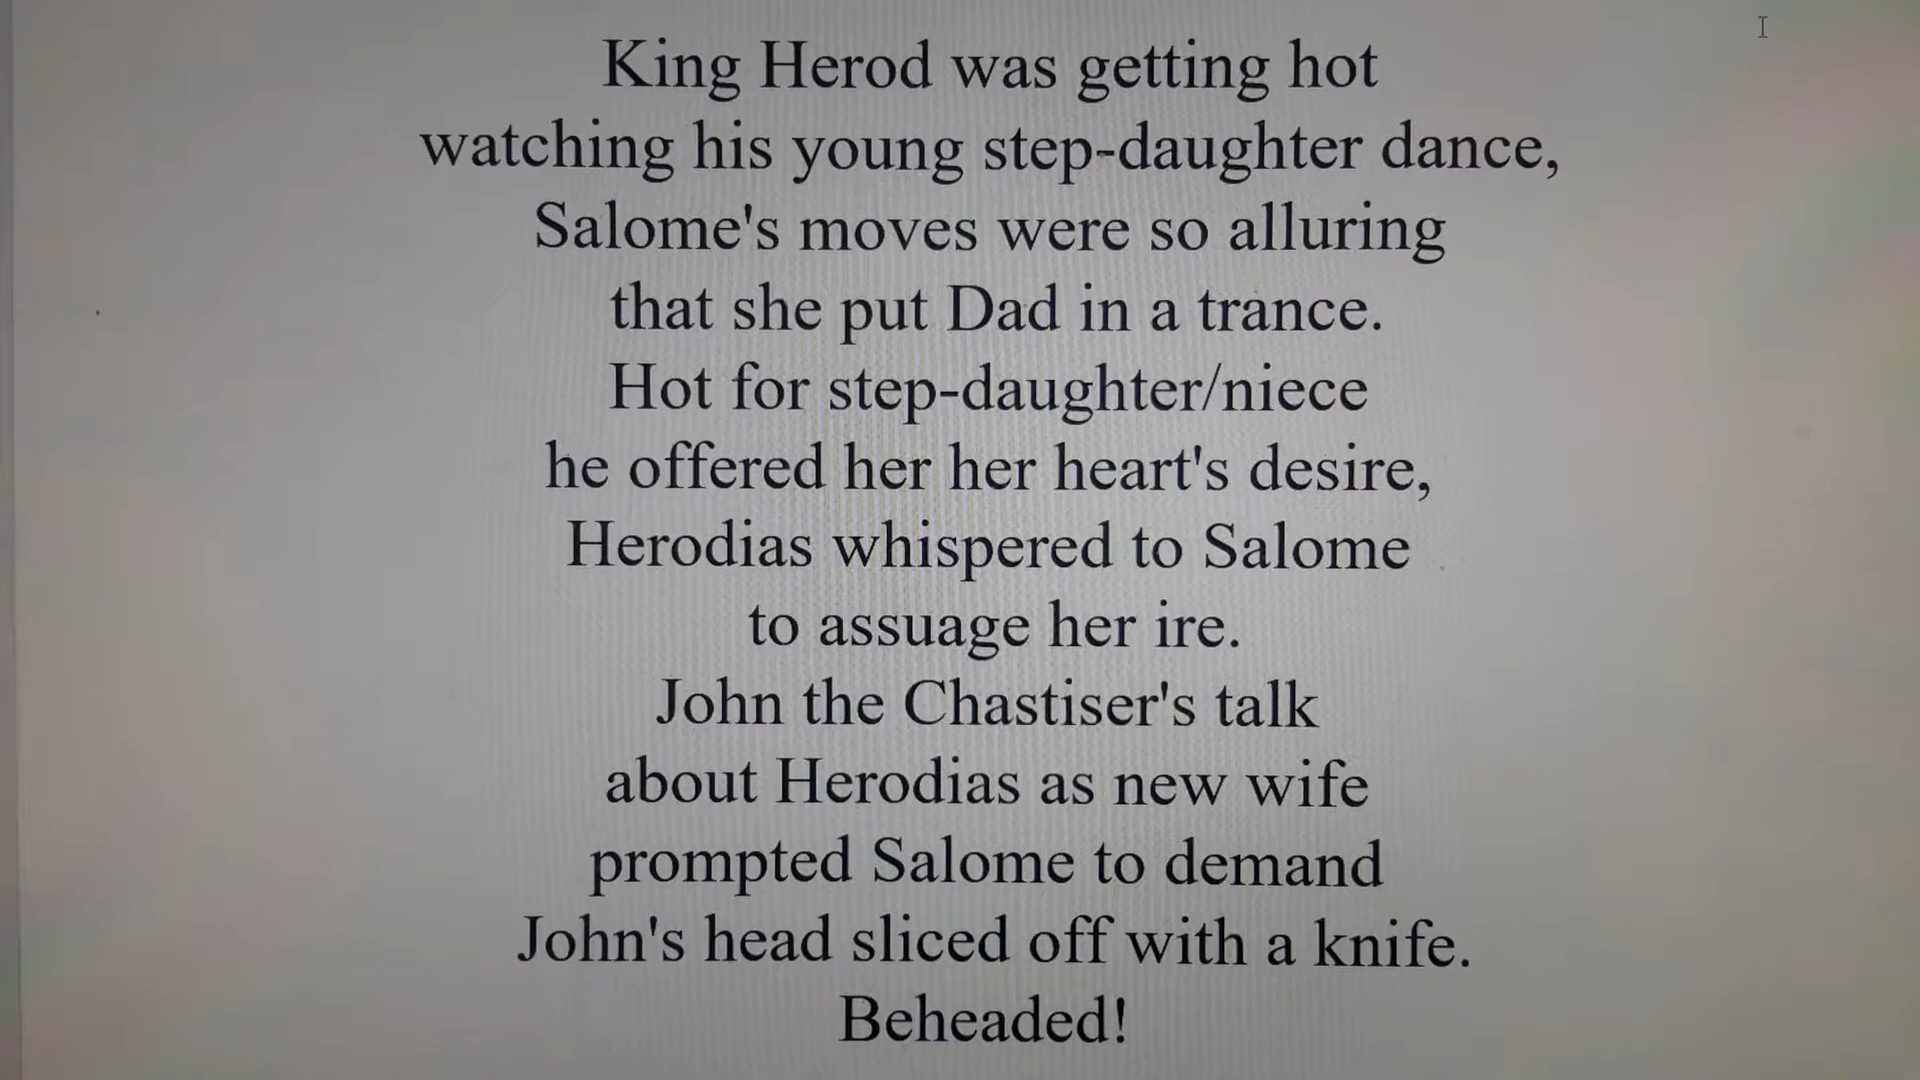 King Herod was getting hot
watching his young step-daughter dance,
Salome's moves were so alluring
that she put Dad in a trance.
Hot for step-daughter/niece
he offered her her heart's desire,
Herodias whispered to Salome
to assuage her ire.
John the Chastiser's talk
about Herodias as new wife
prompted Salome to demand
John's head sliced off with a knife.
Beheaded!